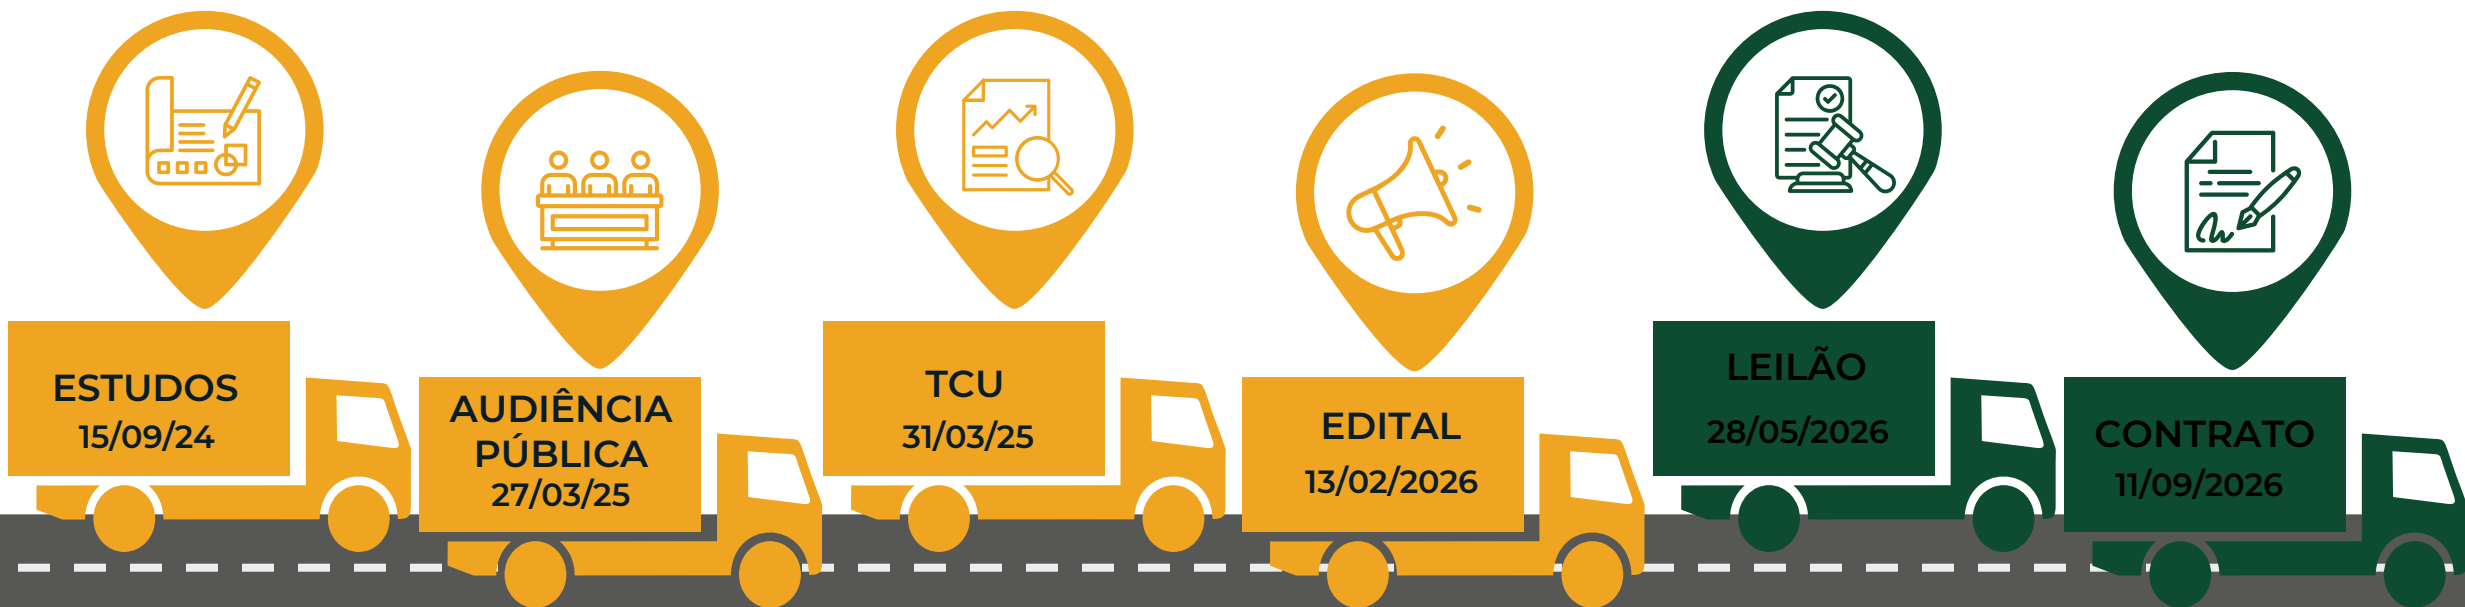 ESTUDOS
15/09/24
AUDIÊNCIA
PÚBLICA
27/03/25
TCU
31/03/25
EDITAL
13/02/2026
LEILÃO
28/05/2026
CONTRATO
11/09/2026